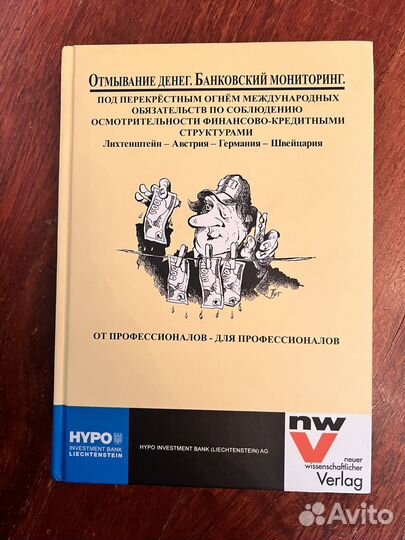 Отмывание денег. Банковский мониторинг.
ПОД ПЕРЕКРЁСТНЫМ ОГНЁМ МЕЖДУНАРОДНЫХ
ОБЯЗАТЕЛЬСТВ ПО СОБЛЮДЕНИЮ
ОСМОТРИТЕЛЬНОСТИ ФИНАНСОВО-КРЕДИТНЫМИ
СТРУКТУРАМИ
Лихтенштейн – Австрия – Германия – Швейцария
ОТ ПРОФЕССИОНАЛОВ - ДЛЯ ПРОФЕССИОНАЛОВ
HYPO
INVESTMENT BANK
LIECHTENSTEIN
HYPO INVESTMENT BANK (LIECHTENSTEIN) AG
nw
V
neuer
wissenschaftlicher
Verlag
Avito